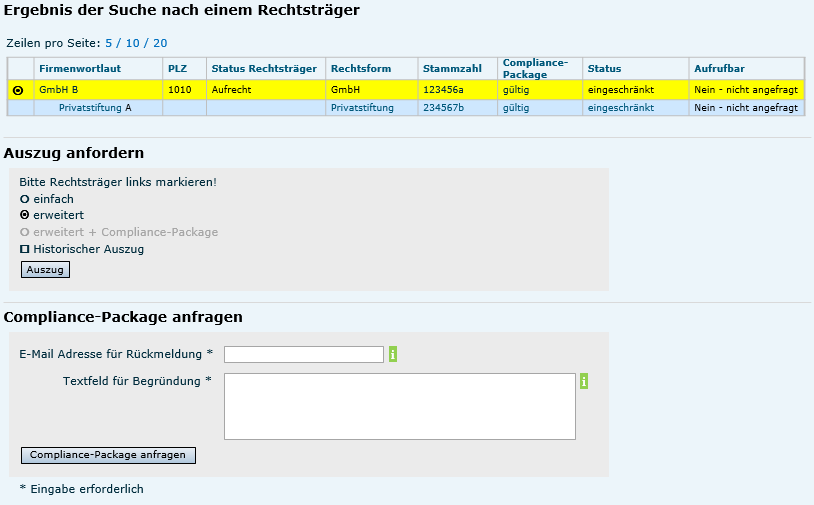 Ergebnis der Suche nach einem Rechtsträger
Zeilen pro Seite: 5 / 10 / 20
Firmenwortlaut PLZ Status Rechtsträger Rechtsform Stammzahl Compliance-Package Status Aufrufbar
GmbH B 1010 Aufrecht GmbH 123456a gültig eingeschränkt Nein - nicht angefragt
Privatstiftung A Privatstiftung 234567b gültig eingeschränkt Nein - nicht angefragt
Auszug anfordern
Bitte Rechtsträger links markieren!
einfach
erweitert
erweitert + Compliance-Package
Historischer Auszug
Auszug
Compliance-Package anfragen
E-Mail Adresse für Rückmeldung * i
Textfeld für Begründung * i
Compliance-Package anfragen
* Eingabe erforderlich